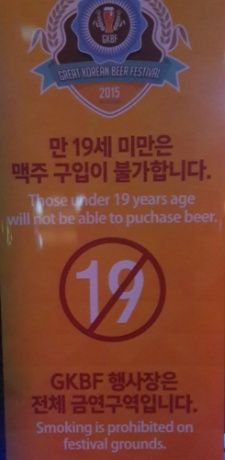 GKBF
GREAT KOREAN BEER FESTIVAL
2015
만 19세 미만은
맥주 구입이 불가합니다.
Those under 19 years age
will not be able to puchase beer.
19
GKBF 행사장은
전체 금연구역입니다.
Smoking is prohibited on
festival grounds.